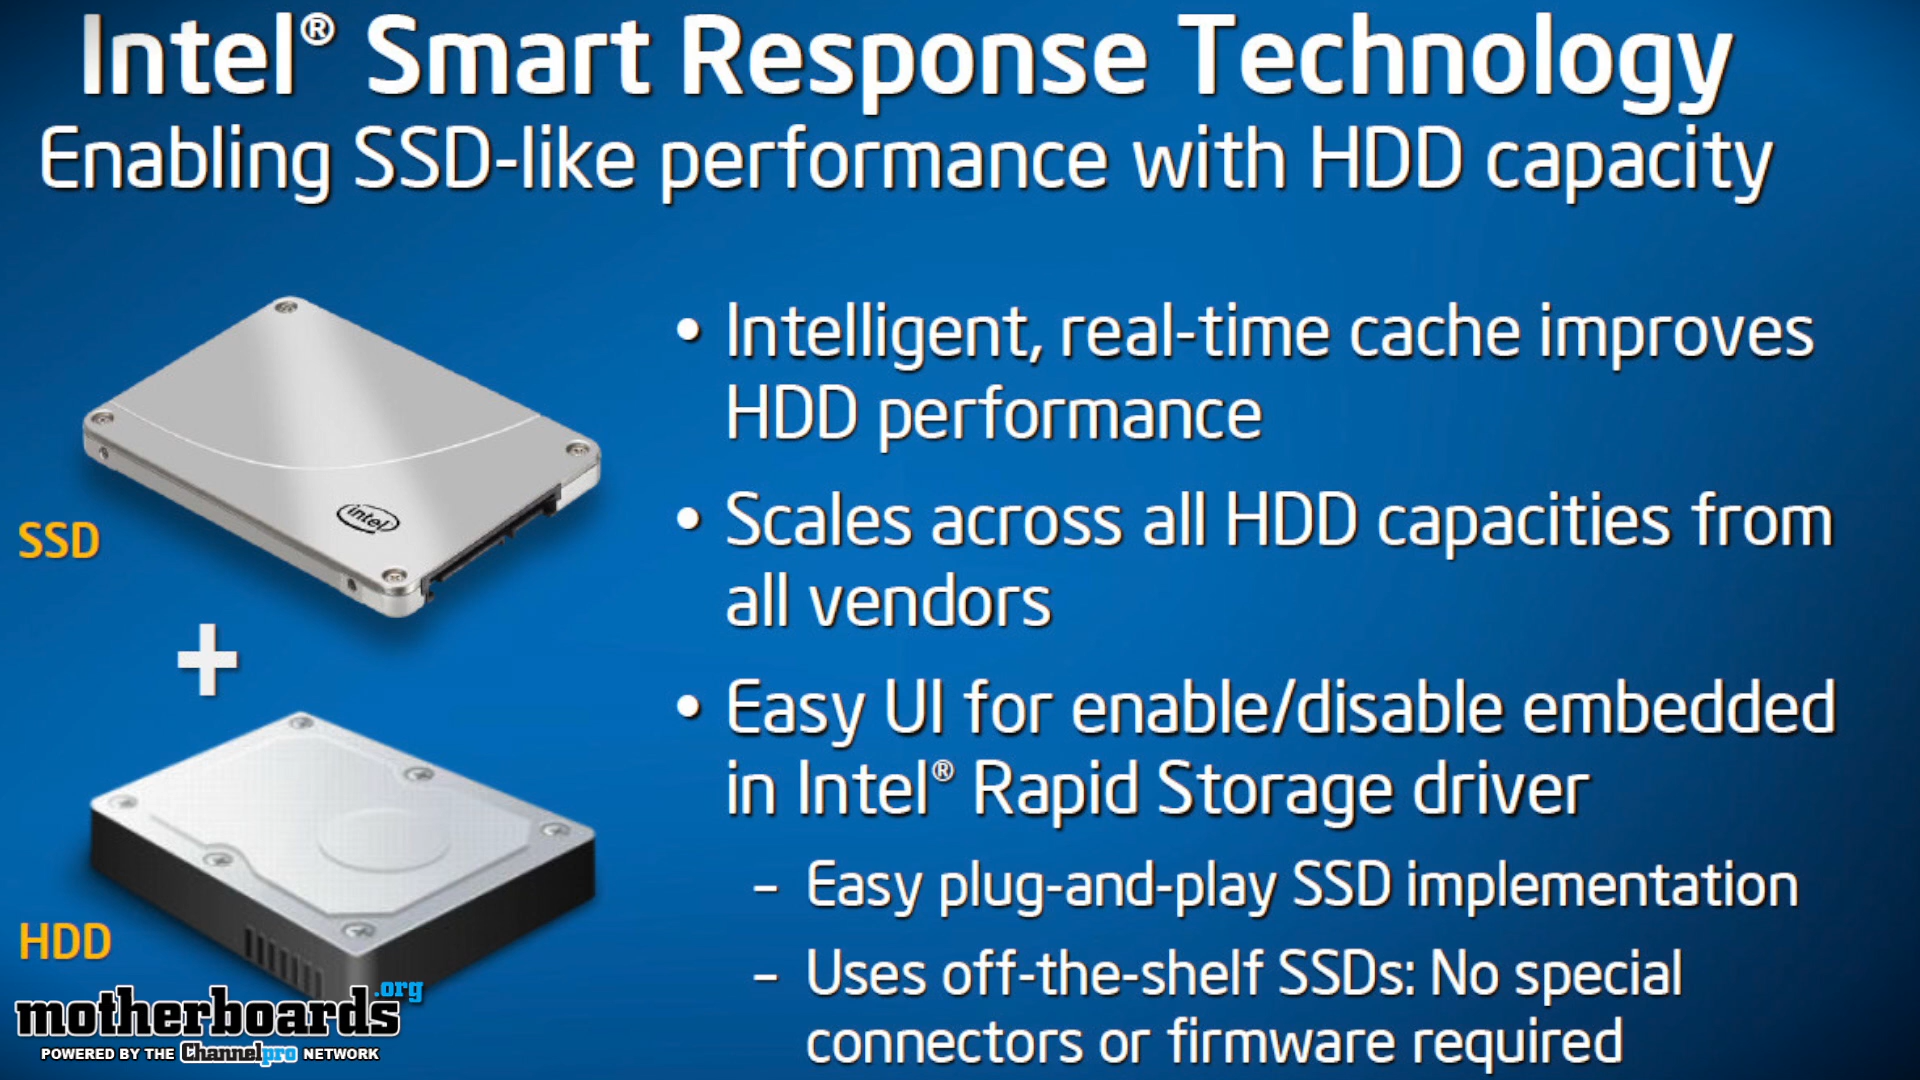 Intel® Smart Response Technology
Enabling SSD-like performance with HDD capacity
• Intelligent, real-time cache improves
HDD performance
• Scales across all HDD capacities from
all vendors
• Easy UI for enable/disable embedded
in Intel® Rapid Storage driver
– Easy plug-and-play SSD implementation
– Uses off-the-shelf SSDs: No special
connectors or firmware required
intel
SSD
+
HDD
motherboards.org
POWERED BY THE Channelpro NETWORK